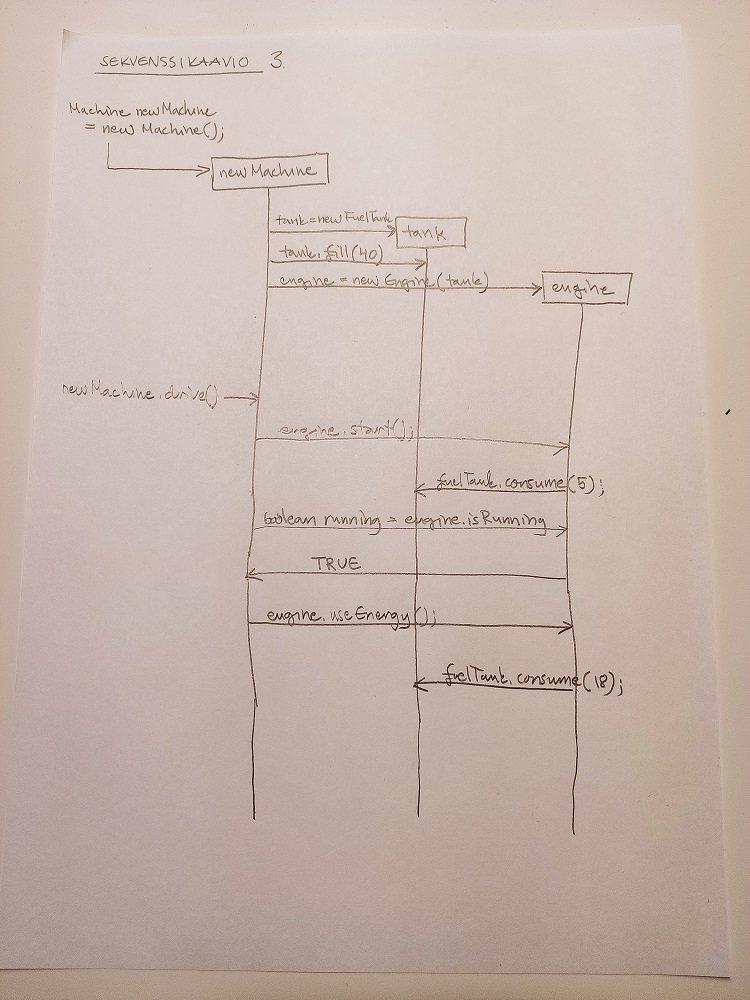 SEKVENSSIKAAVIO 3.
Machine newMachine
= new Machine();
newMachine
tank=new FuelTank
tank
tank.fill(40)
engine = new Engine(tank)
engine
newMachine.drive()
engine.start();
fuelTank.consume(5);
boolean running = engine.isRunning
TRUE
engine.useEnergy();
fuelTank.consume(18);